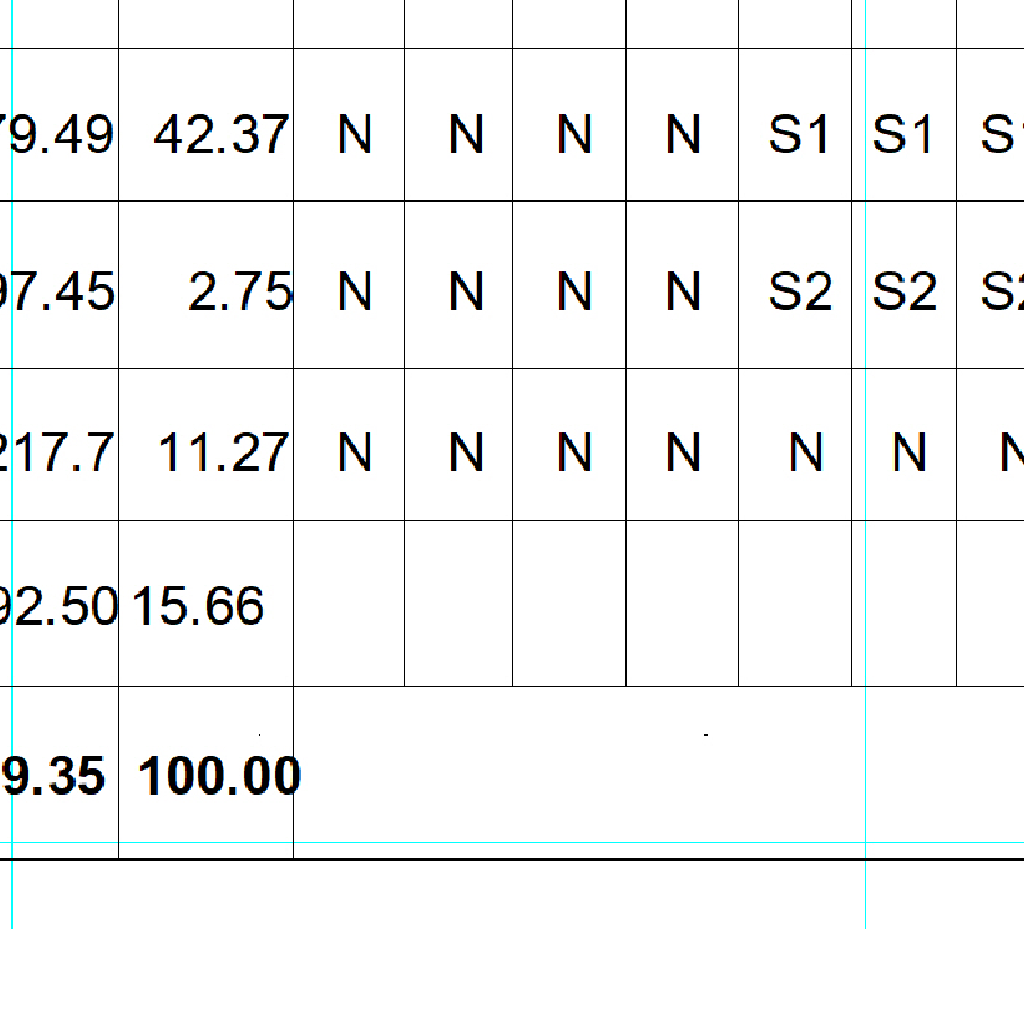 79.49 42.37 N N N N S1 S1 S1
97.45 2.75 N N N N S2 S2 S2
217.7 11.27 N N N N N N N
92.50 15.66
9.35 100.00